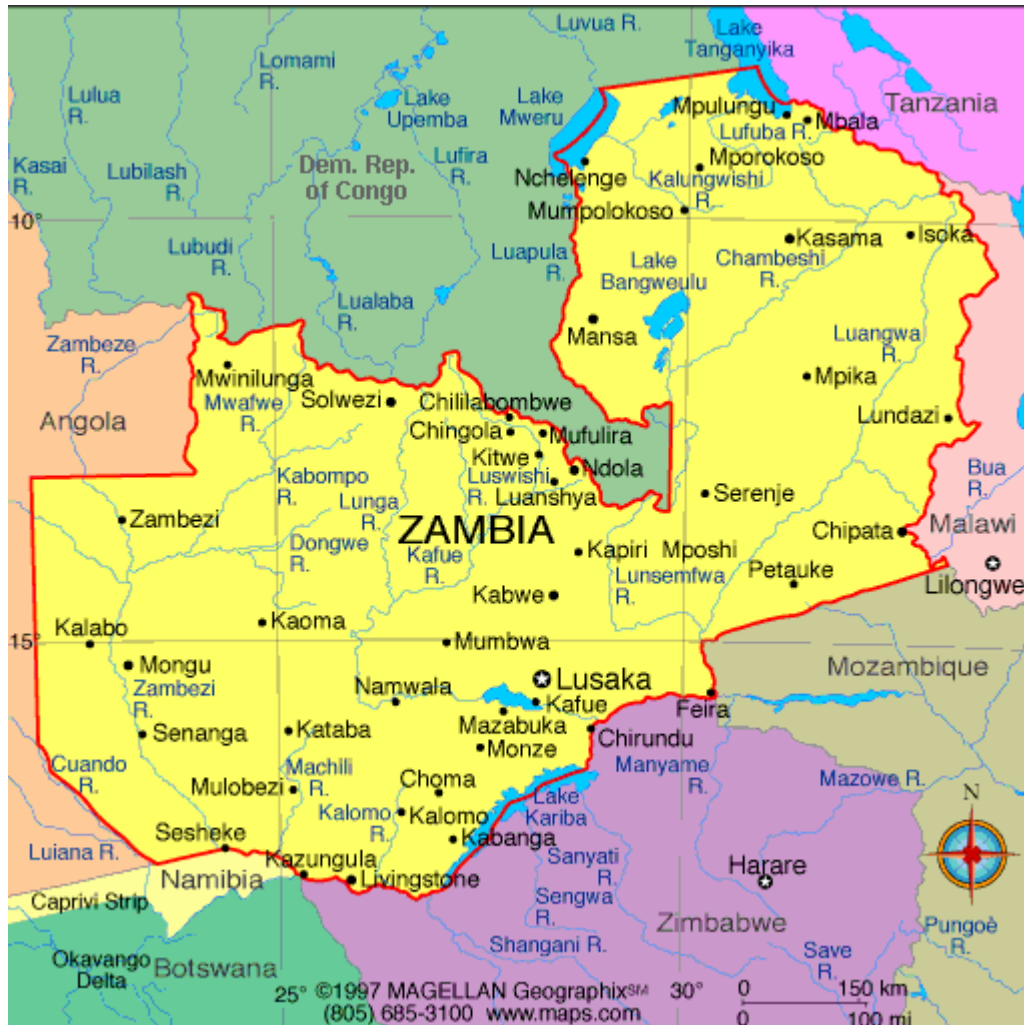 Luvua R.
Lake
Tanganyika
Lomami
R.
Lulua
R.
Lake
Upemba
Lake
Mweru
Mpulungu
Mbala
Tanzania
Lufuba R.
Kasai
R.
Lubilash
R.
Dem. Rep.
of Congo
Lufira
R.
Nchelenge
Mporokoso
Kalungwishi
R.
10°
Mumpolokoso
Lubudi
R.
Luapula
R.
Kasama
Isoka
Chambeshi
R.
Lake
Bangweulu
Lualaba
R.
Mansa
Luangwa
R.
Zambeze
R.
Mwinilunga
Mwafwe
R.
Solwezi
Chililabombwe
Mpika
Angola
Chingola
Mufulira
Lundazi
Kitwe
Ndola
Kabompo
R.
Luswishi
R.
Luanshya
Bua
R.
Lunga
R.
Serenje
Zambezi
ZAMBIA
Chipata
Malawi
Dongwe
R.
Kafue
R.
Kapiri Mposhi
Lunsemfwa
R.
Petauke
Lilongwe
Kabwe
Kalabo
Kaoma
15°
Mumbwa
Mongu
Zambezi
R.
Namwala
Lusaka
Mozambique
Kafue
Feira
Senanga
Kataba
Mazabuka
Monze
Chirundu
Cuando
R.
Machili
R.
Manyame
R.
Mazowe R.
Mulobezi
Choma
Kalomo
R.
Kalomo
Lake
Kariba
N
Sesheke
Kabanga
Luiana R.
Kazungula
Livingstone
Sanyati
R.
Harare
Namibia
Caprivi Strip
Sengwa
R.
Zimbabwe
Pungoè
R.
Shangani R.
Save
R.
Okavango
Delta
Botswana
25° ©1997 MAGELLAN Geographix℠ 30° 0 150 km
(805) 685-3100 www.maps.com 0 100 mi